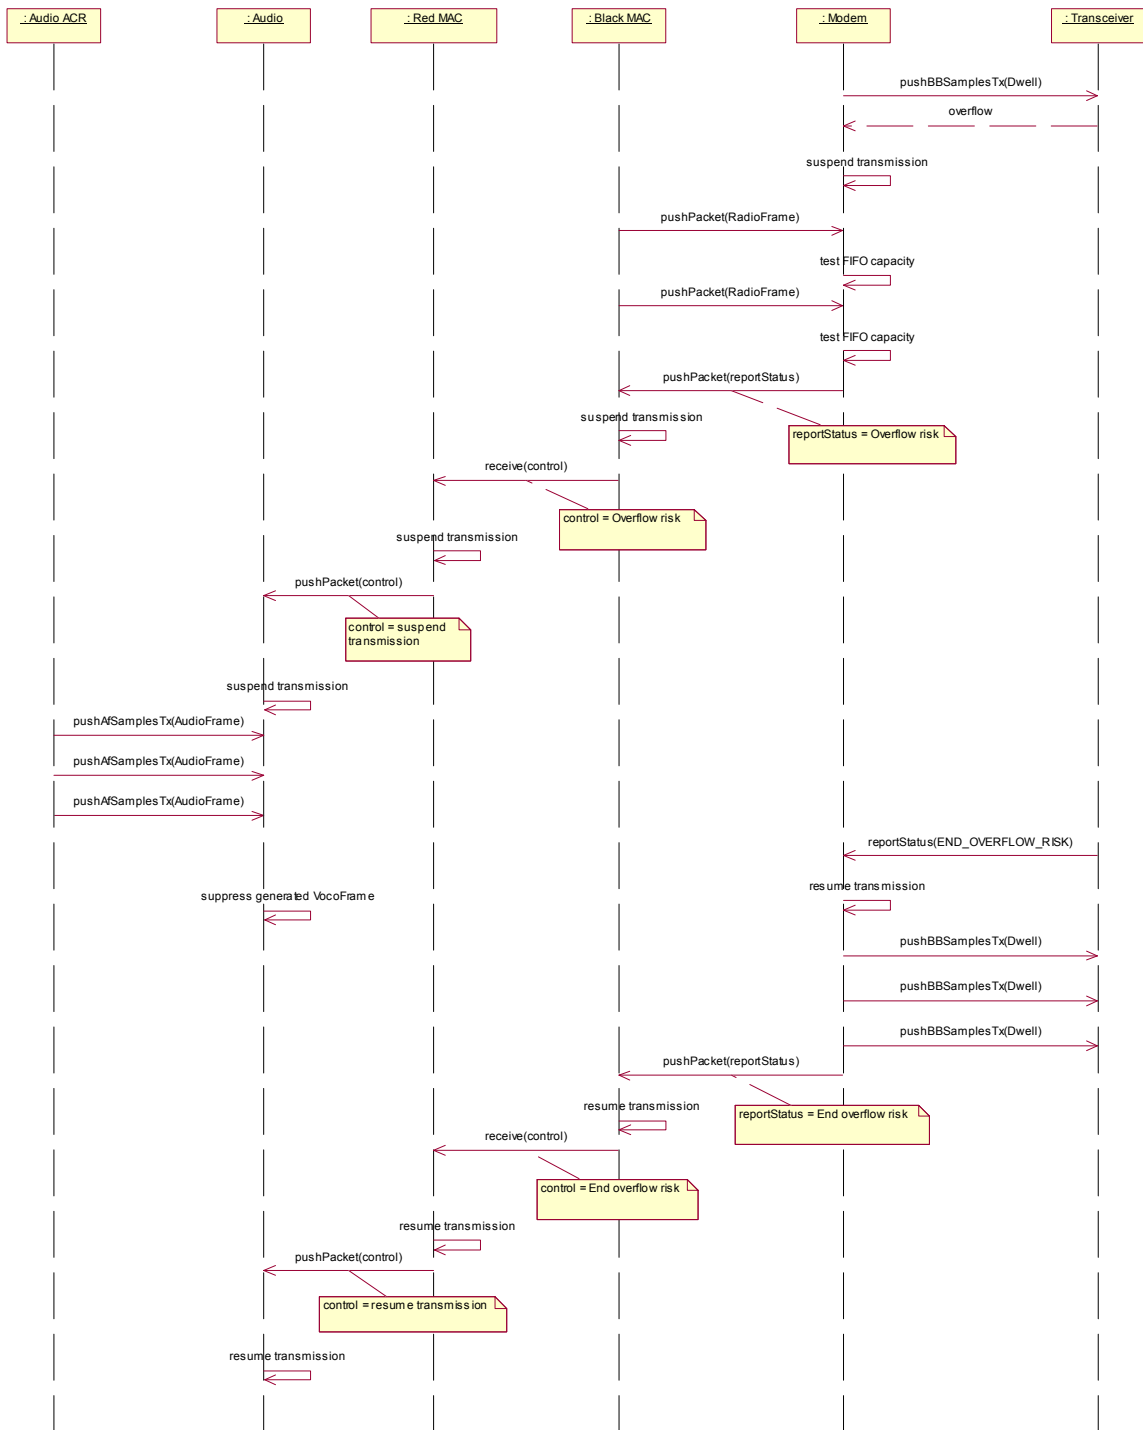 : Audio ACR
: Audio
: Red MAC
: Black MAC
: Modem
: Transceiver
pushBBSamplesTx(Dwell)
overflow
suspend transmission
pushPacket(RadioFrame)
test FIFO capacity
pushPacket(RadioFrame)
test FIFO capacity
pushPacket(reportStatus)
suspend transmission
reportStatus = Overflow risk
receive(control)
control = Overflow risk
suspend transmission
pushPacket(control)
control = suspend
transmission
suspend transmission
pushAfSamplesTx(AudioFrame)
pushAfSamplesTx(AudioFrame)
pushAfSamplesTx(AudioFrame)
reportStatus(END_OVERFLOW_RISK)
resume transmission
suppress generated VocoFrame
pushBBSamplesTx(Dwell)
pushBBSamplesTx(Dwell)
pushBBSamplesTx(Dwell)
pushPacket(reportStatus)
resume transmission
reportStatus = End overflow risk
receive(control)
control = End overflow risk
resume transmission
pushPacket(control)
control = resume transmission
resume transmission